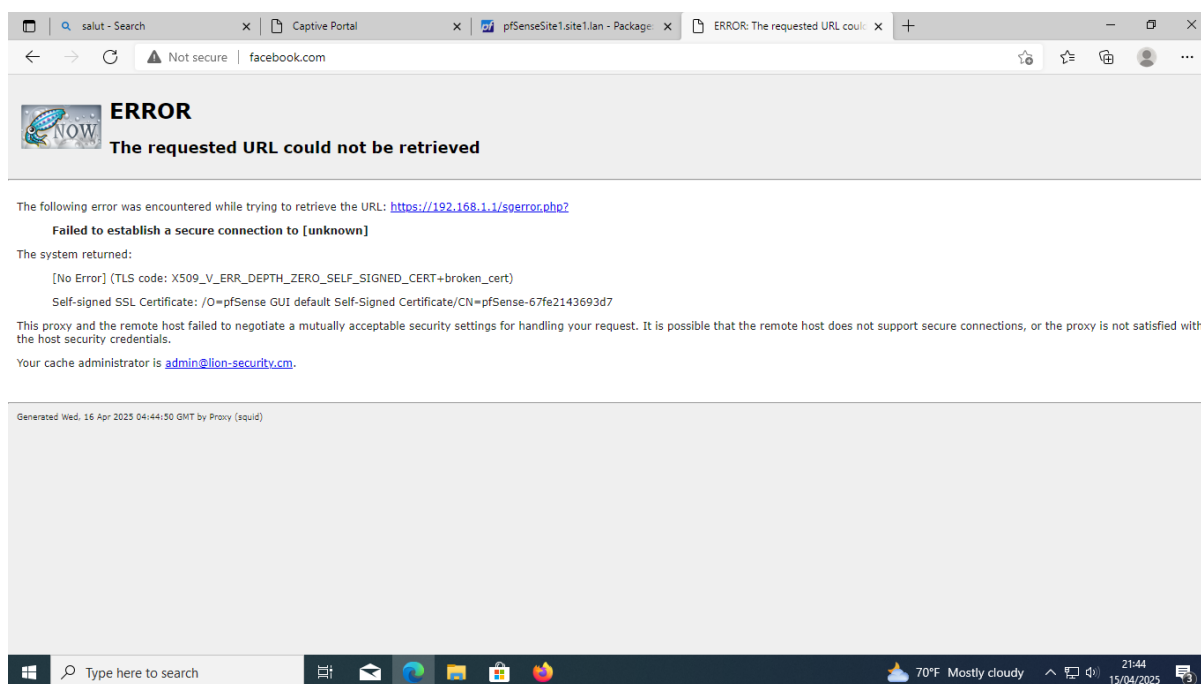 salut - Search
Captive Portal
pfSenseSite1.site1.lan - Package:
ERROR: The requested URL coulc
Not secure
facebook.com
NOW
ERROR
The requested URL could not be retrieved
The following error was encountered while trying to retrieve the URL: https://192.168.1.1/sgerror.php?
Failed to establish a secure connection to [unknown]
The system returned:
[No Error] (TLS code: X509_V_ERR_DEPTH_ZERO_SELF_SIGNED_CERT+broken_cert)
Self-signed SSL Certificate: /O=pfSense GUI default Self-Signed Certificate/CN=pfSense-67fe2143693d7
This proxy and the remote host failed to negotiate a mutually acceptable security settings for handling your request. It is possible that the remote host does not support secure connections, or the proxy is not satisfied with
the host security credentials.
Your cache administrator is admin@lion-security.cm.
Generated Wed, 16 Apr 2025 04:44:50 GMT by Proxy (squid)
Type here to search
70°F Mostly cloudy
21:44
15/04/2025
3